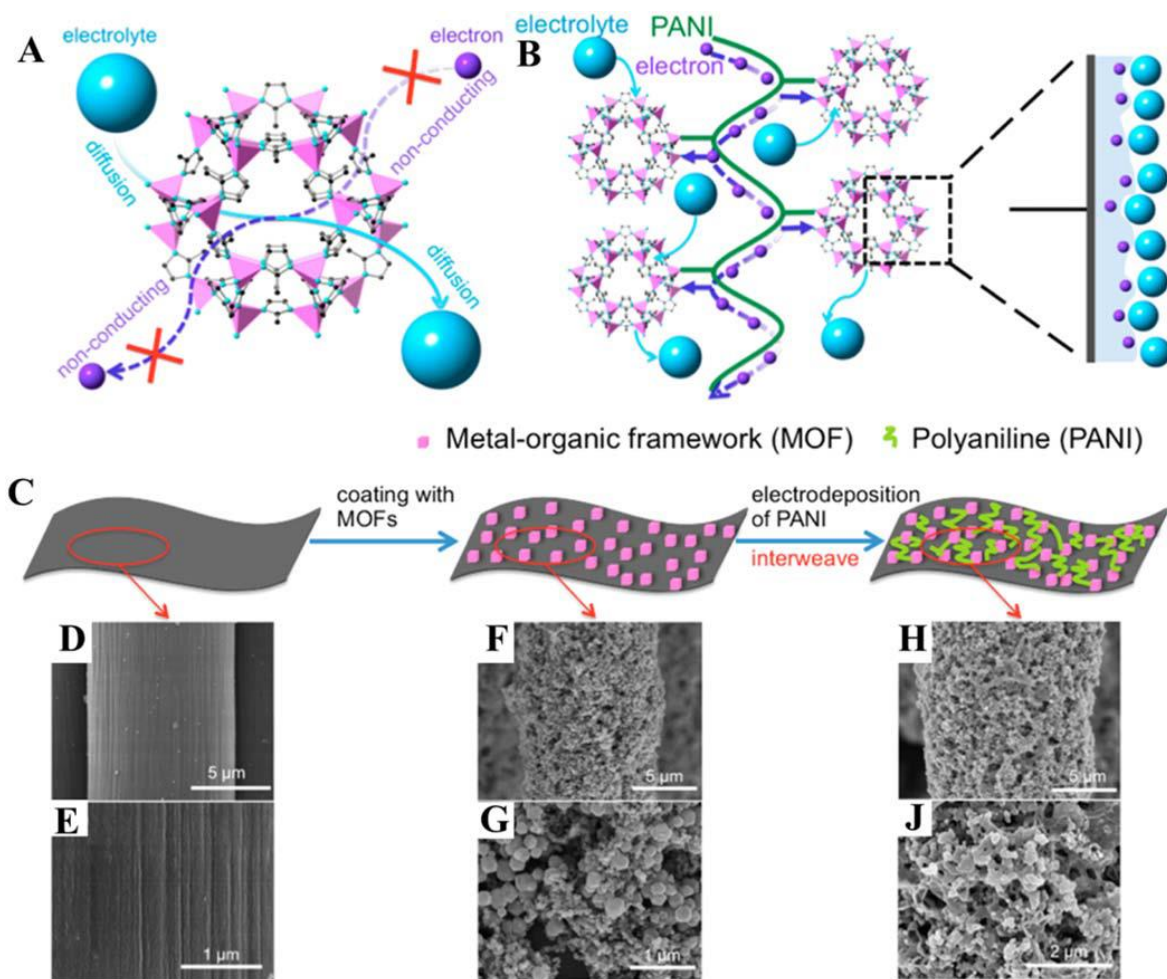 A
electrolyte
electron
non-conducting
diffusion
diffusion
non-conducting
B
electrolyte
PANI
electron
Metal-organic framework (MOF)
Polyaniline (PANI)
C
coating with
MOFs
electrodeposition
of PANI
interweave
D
5 μm
F
5 μm
H
5 μm
E
1 μm
G
1 μm
J
2 μm